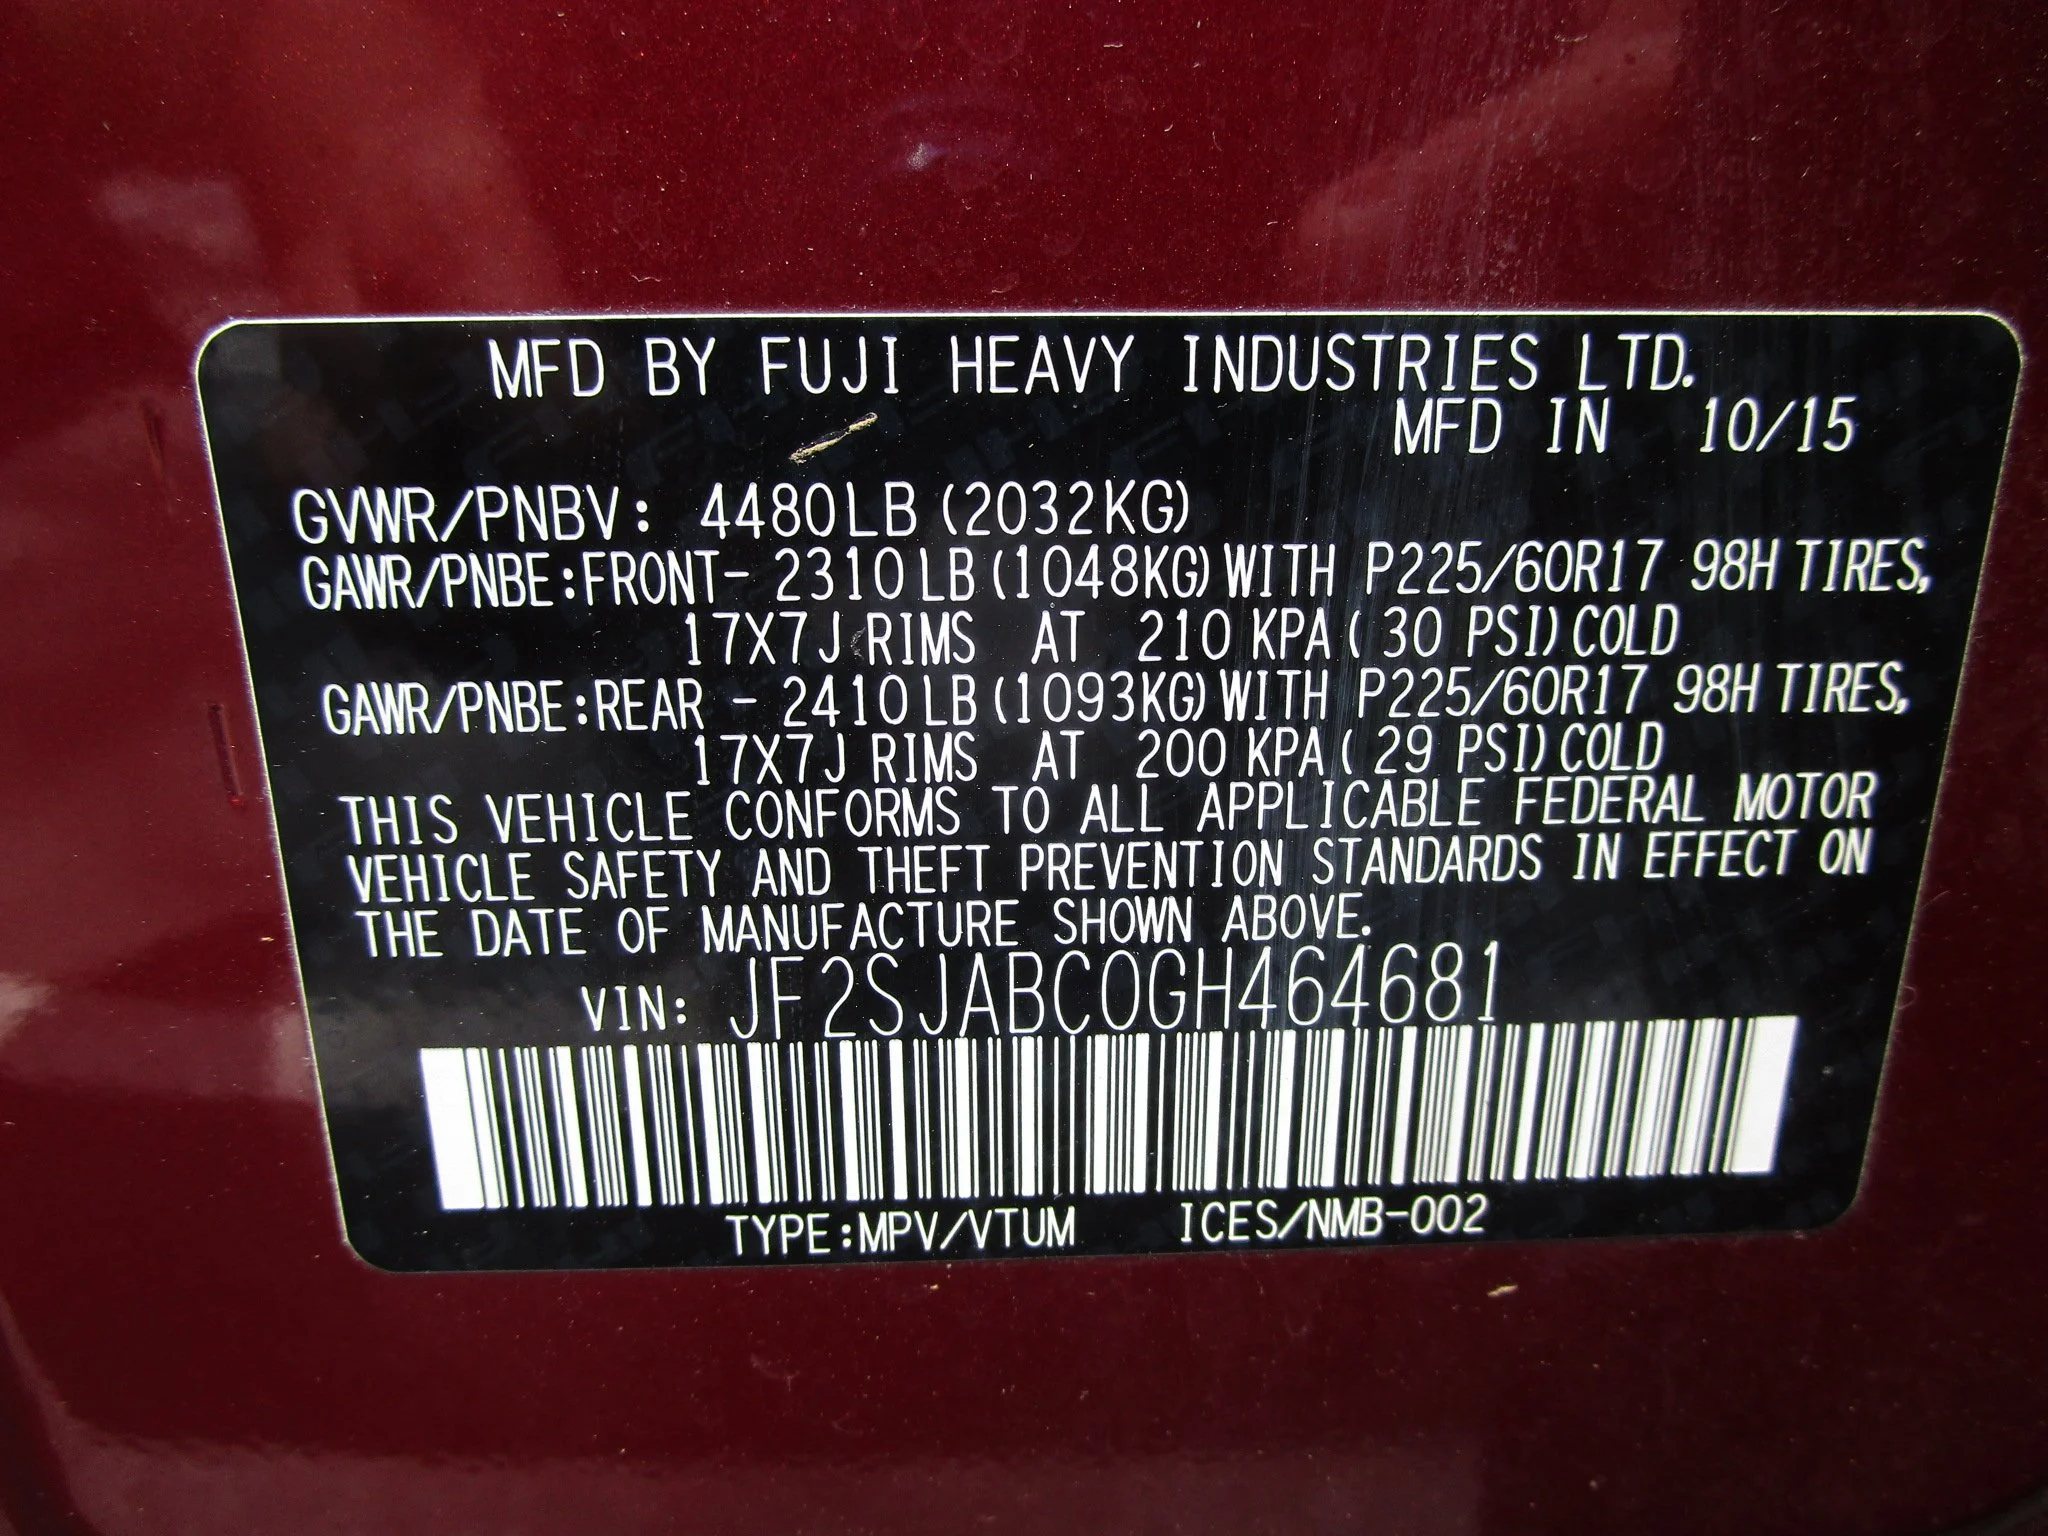 MFD BY FUJI HEAVY INDUSTRIES LTD.
MFD IN 10/15
GVWR/PNBV: 4480LB (2032KG)
GAWR/PNBE:FRONT- 2310LB (1048KG) WITH P225/60R17 98H TIRES,
17X7J RIMS AT 210 KPA ( 30 PSI) COLD
GAWR/PNBE:REAR - 2410LB (1093KG) WITH P225/60R17 98H TIRES,
17X7J RIMS AT 200 KPA ( 29 PSI) COLD
THIS VEHICLE CONFORMS TO ALL APPLICABLE FEDERAL MOTOR
VEHICLE SAFETY AND THEFT PREVENTION STANDARDS IN EFFECT ON
THE DATE OF MANUFACTURE SHOWN ABOVE.
VIN: JF2SJABC0GH464681
TYPE:MPV/VTUM ICES/NMB-002